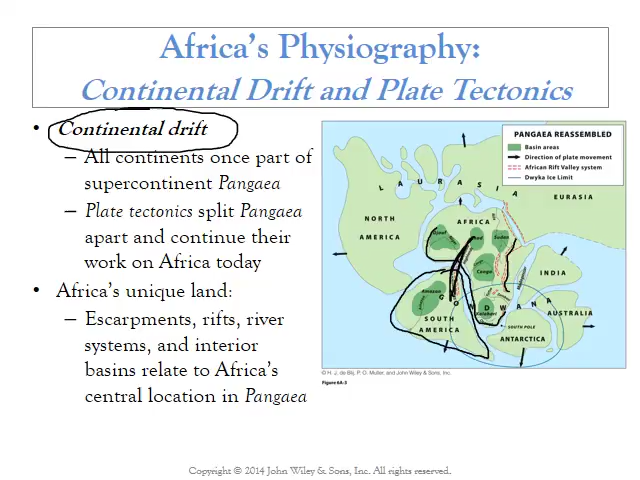 Africa's Physiography:
Continental Drift and Plate Tectonics
• Continental drift
– All continents once part of
supercontinent Pangaea
– Plate tectonics split Pangaea
apart and continue their
work on Africa today
• Africa's unique land:
– Escarpments, rifts, river
systems, and interior
basins relate to Africa's
central location in Pangaea
PANGAEA REASSEMBLED
Basin areas
Direction of plate movement
African Rift Valley system
Dwyka Ice Limit
LAURASIA
EURASIA
NORTH
AMERICA
AFRICA
Djouf
Chad
Sudan
Congo
INDIA
Amazon
GONDWANA
Kalahari
SOUTH
AMERICA
AUSTRALIA
SOUTH POLE
ANTARCTICA
© H. J. de Blij, P. O. Muller, and John Wiley & Sons, Inc.
Figure 6A-3
Copyright © 2014 John Wiley & Sons, Inc. All rights reserved.